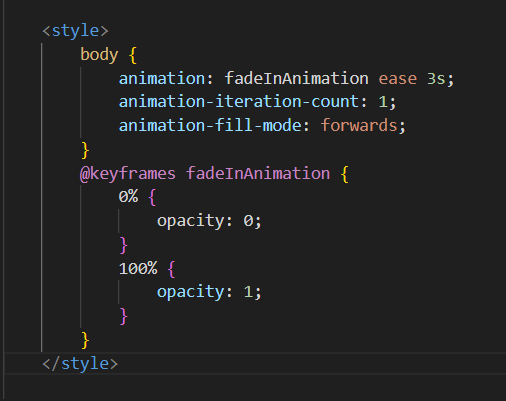 <style>
body {
animation: fadeInAnimation ease 3s;
animation-iteration-count: 1;
animation-fill-mode: forwards;
}
@keyframes fadeInAnimation {
0% {
opacity: 0;
}
100% {
opacity: 1;
}
}
</style>